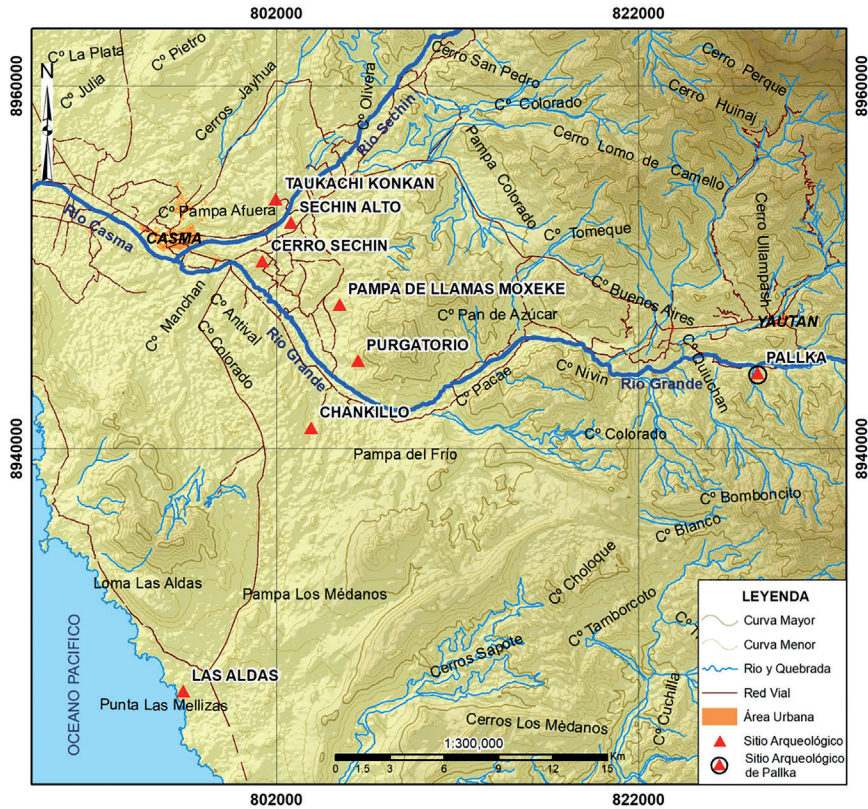 802000
822000
Cº La Plata
Cº Pietro
Cº Julia
Cerros Jayhua
Cº Olivera
Cerro San Pedro
Cerro Perque
8960000
8960000
N
Cº Colorado
Cerro Huinaj
Rio Sechin
Pampa Colorado
Cerro Lomo de Camello
TAUKACHI KONKAN
Cº Pampa Afuera
SECHIN ALTO
Rio Casma
CASMA
Cº Tomeque
Cerro Ullampash
CERRO SECHIN
PAMPA DE LLAMAS MOXEKE
Cº Buenos Aires
Cº Manchan
Cº Antival
Cº Pan de Azúcar
YAUTAN
Cº Colorado
Rio Grande
PURGATORIO
Cº Quiuchan
PALLKA
Cº Pacae
Cº Nivin
Rio Grande
CHANKILLO
Cº Colorado
8940000
8940000
Pampa del Frío
Cº Bomboncito
Cº Blanco
Loma Las Aldas
Pampa Los Médanos
Cº Choloque
Cº Tamborcoto
OCEANO PACIFICO
LAS ALDAS
Punta Las Mellizas
Cerros Sapote
Cº Cuchilla
Cerros Los Mèdanos
1:300,000
Km
0 1.5 3 6 9 12 15
LEYENDA
Curva Mayor
Curva Menor
Rio y Quebrada
Red Vial
Área Urbana
Sitio Arqueológico
Sitio Arqueológico
de Pallka
802000
822000